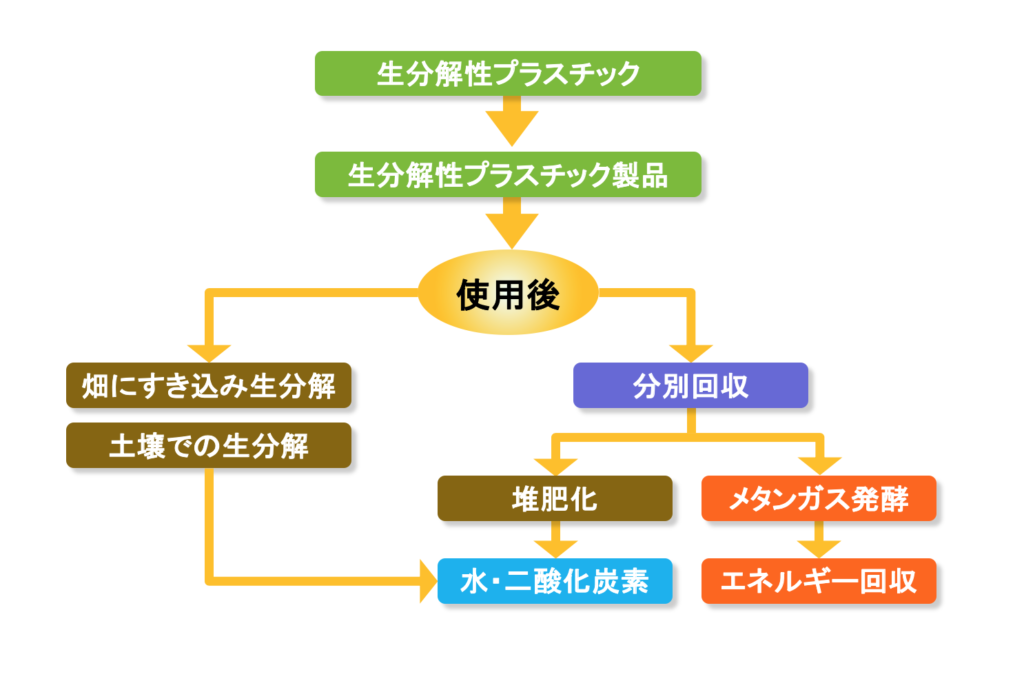 生分解性プラスチック
生分解性プラスチック製品
使用後
畑にすき込み生分解
土壌での生分解
分別回収
堆肥化
メタンガス発酵
水・二酸化炭素
エネルギー回収